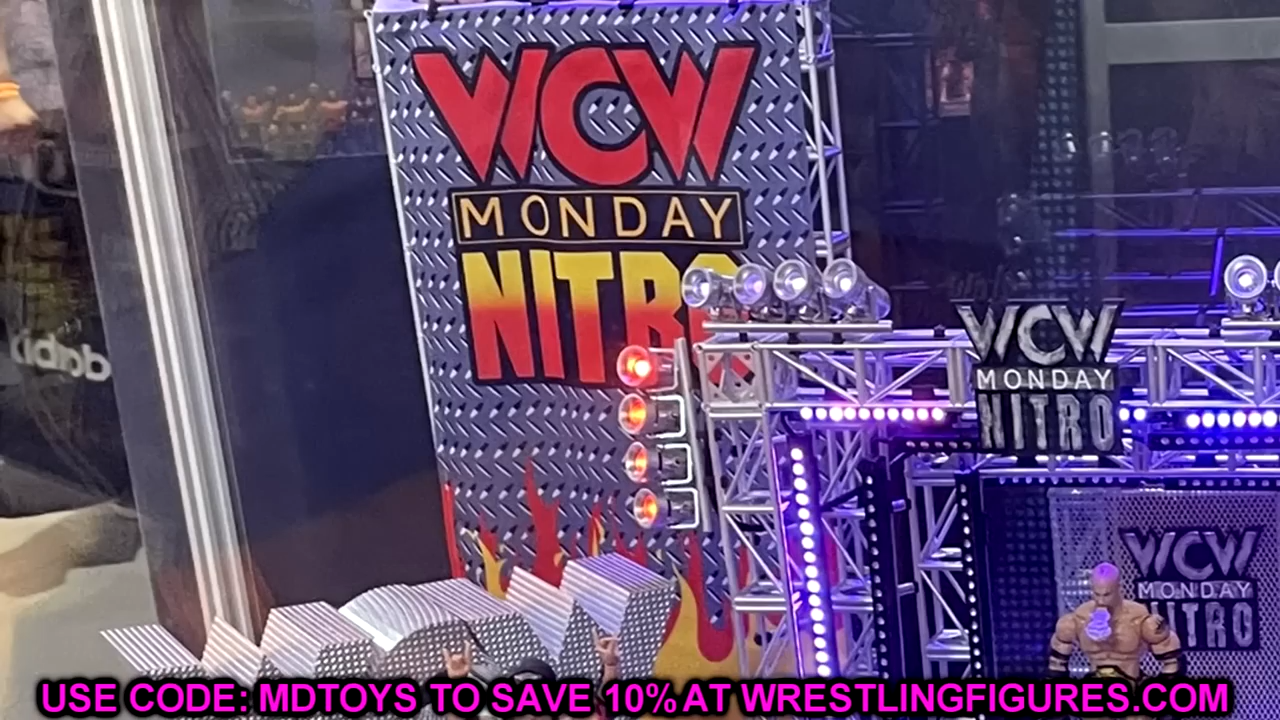 WCW
MONDAY
NITRO
WCW
MONDAY
NITRO
WCW
MONDAY
NITRO
USE CODE: MDTOYS TO SAVE 10% AT WRESTLINGFIGURES.COM